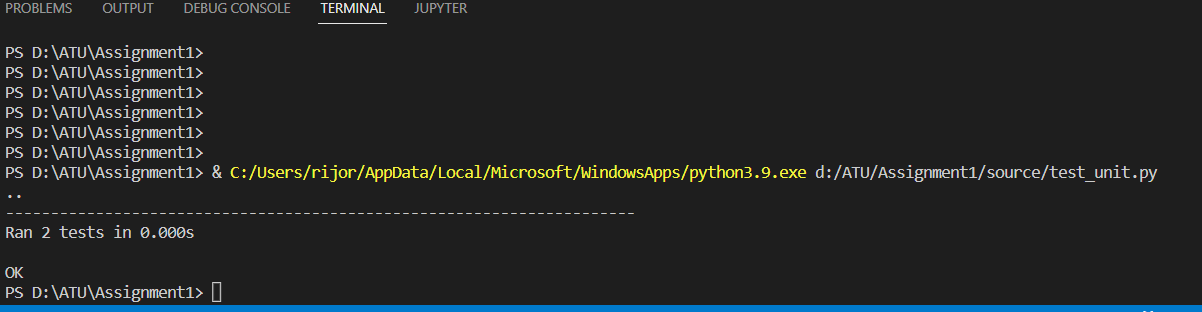 PROBLEMS OUTPUT DEBUG CONSOLE TERMINAL JUPYTER
PS D:\ATU\Assignment1>
PS D:\ATU\Assignment1>
PS D:\ATU\Assignment1>
PS D:\ATU\Assignment1>
PS D:\ATU\Assignment1>
PS D:\ATU\Assignment1>
PS D:\ATU\Assignment1> & C:/Users/rijor/AppData/Local/Microsoft/WindowsApps/python3.9.exe d:/ATU/Assignment1/source/test_unit.py
..
----------------------------------------------------------------------
Ran 2 tests in 0.000s
OK
PS D:\ATU\Assignment1>